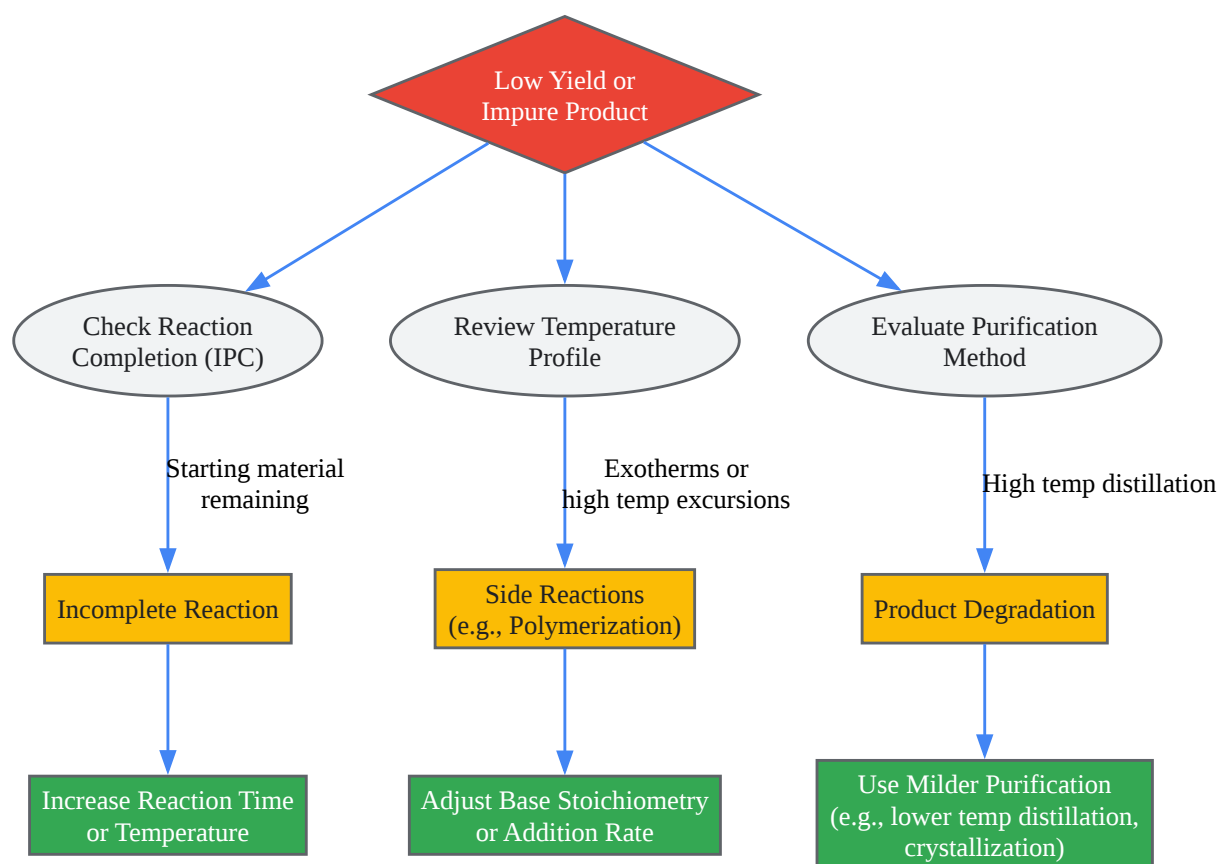 Low Yield or
Impure Product
Check Reaction
Completion (IPC)
Review Temperature
Profile
Evaluate Purification
Method
Starting material
remaining
Exotherms or
high temp excursions
High temp distillation
Incomplete Reaction
Side Reactions
(e.g., Polymerization)
Product Degradation
Increase Reaction Time
or Temperature
Adjust Base Stoichiometry
or Addition Rate
Use Milder Purification
(e.g., lower temp distillation,
crystallization)